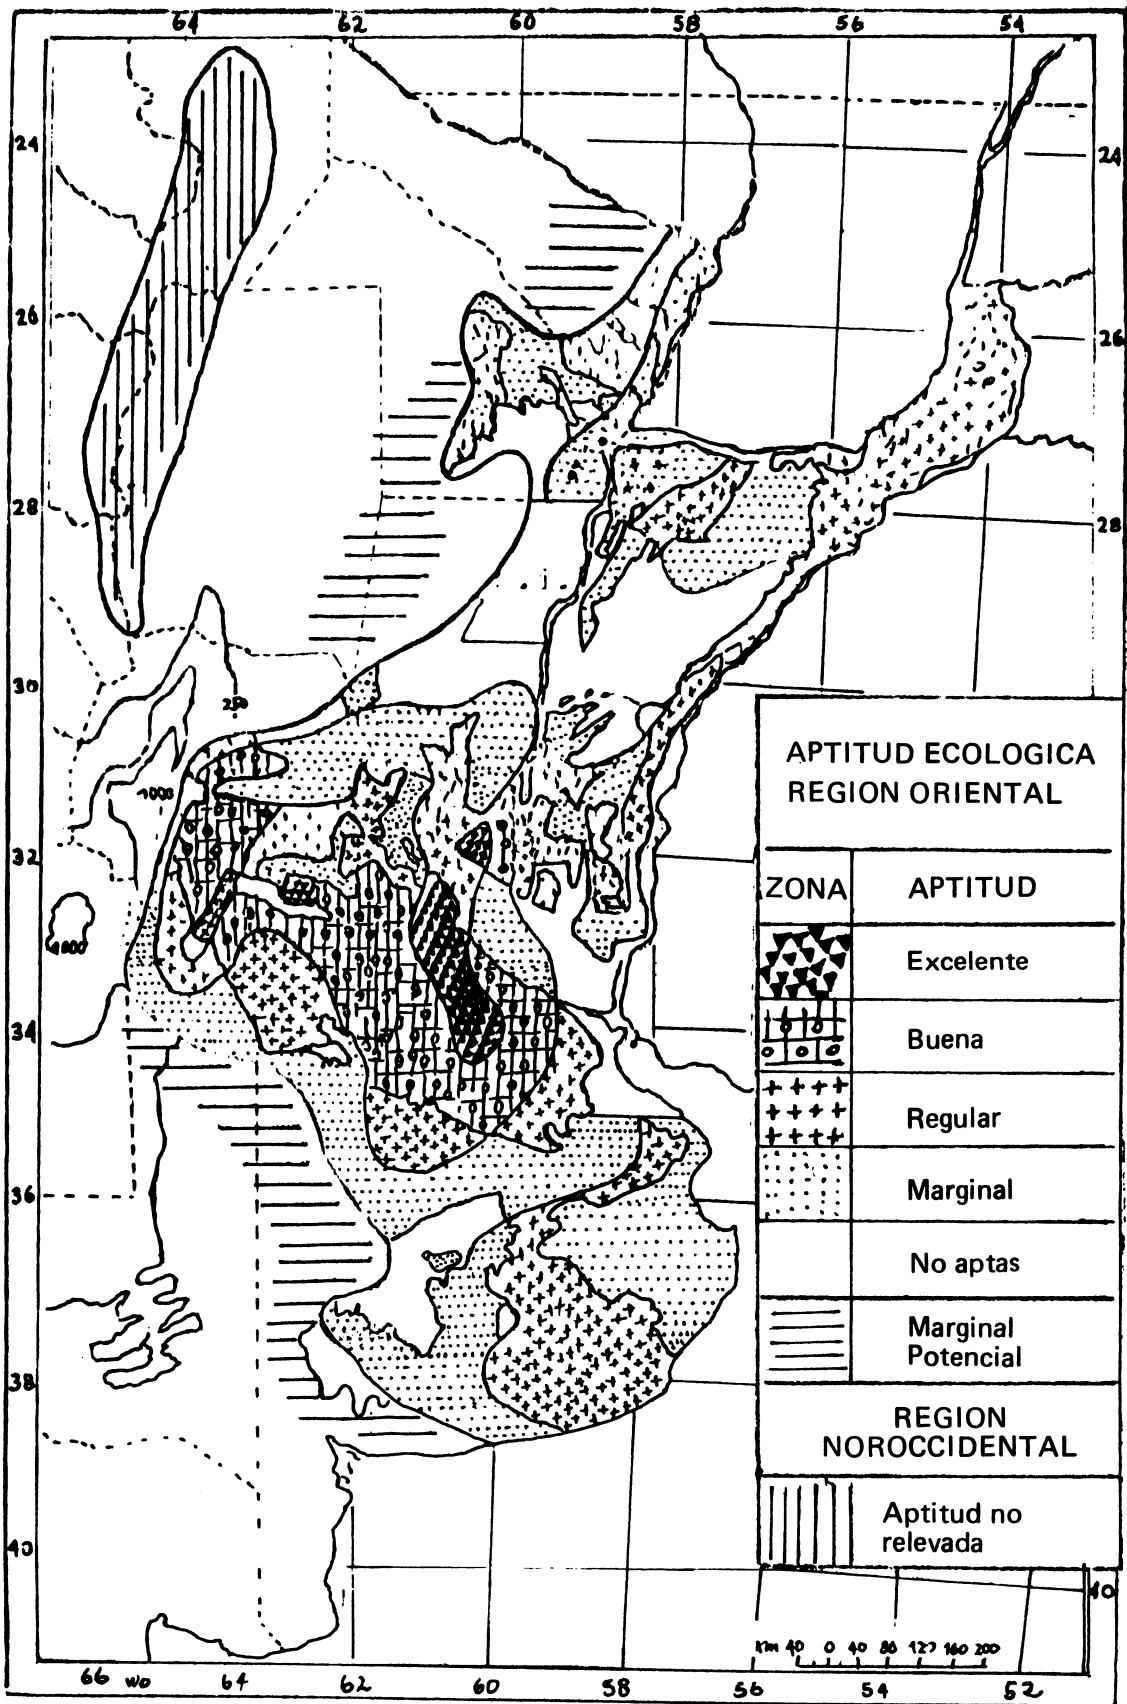 64 62 60 58 56 54
24 24
26 26
28 28
30
250
1000
32
34
36
38
40 40
APTITUD ECOLOGICA
REGION ORIENTAL
ZONA APTITUD
Excelente
Buena
Regular
Marginal
No aptas
Marginal
Potencial
REGION
NOROCCIDENTAL
Aptitud no
relevada
Km 40 0 40 80 120 160 200
66 wo 64 62 60 58 56 54 52